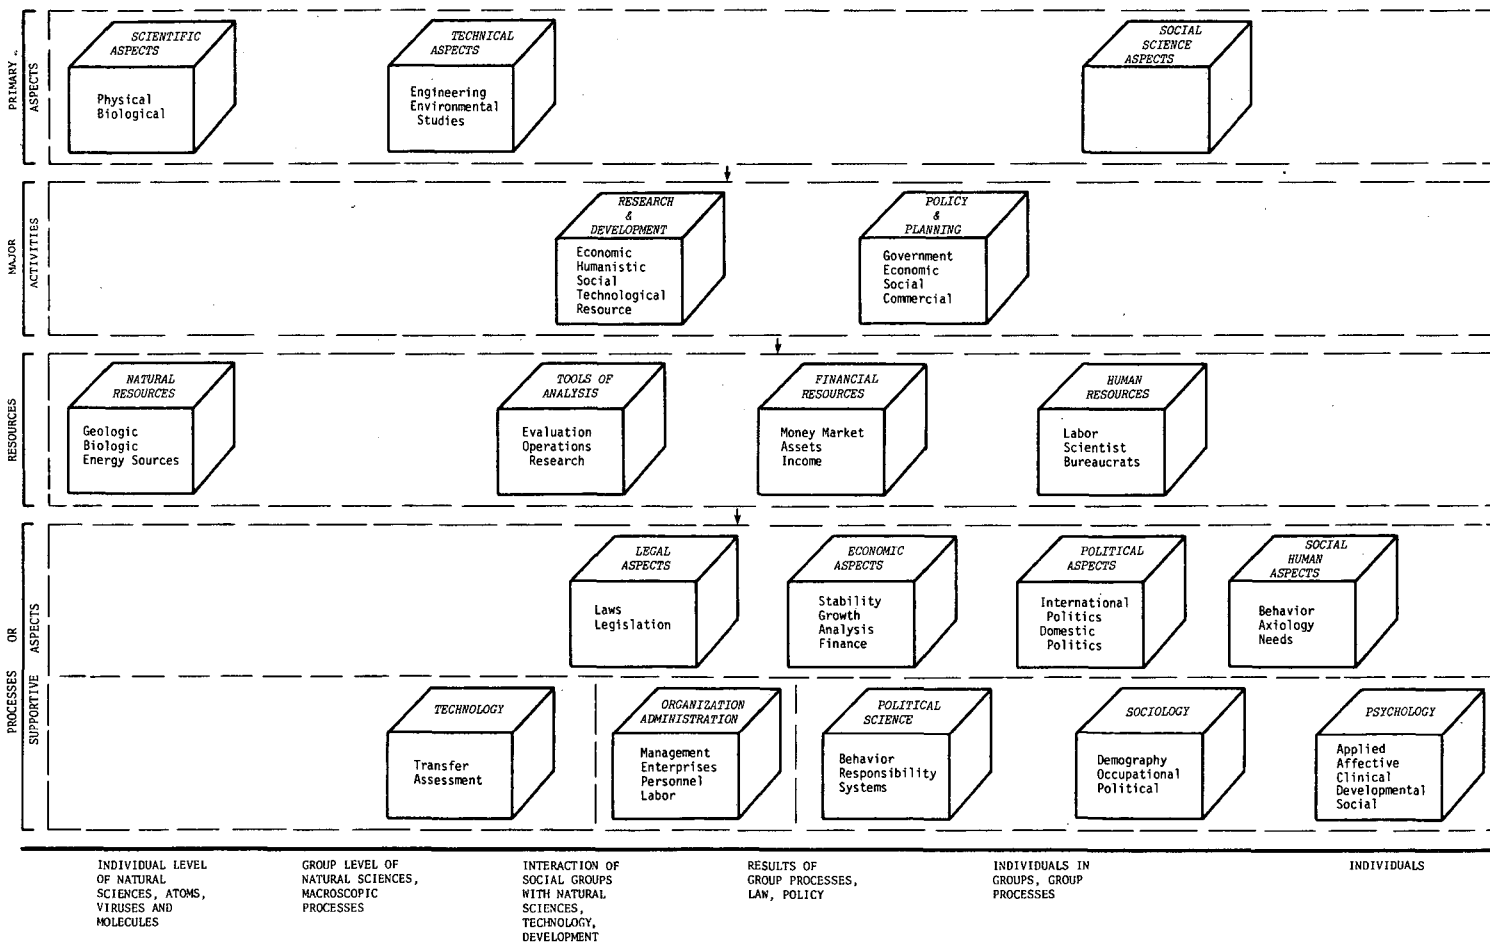 PRIMARY
ASPECTS
SCIENTIFIC
ASPECTS
Physical
Biological
TECHNICAL
ASPECTS
Engineering
Environmental
Studies
SOCIAL
SCIENCE
ASPECTS
MAJOR
ACTIVITIES
RESEARCH
&
DEVELOPMENT
Economic
Humanistic
Social
Technological
Resource
POLICY
&
PLANNING
Government
Economic
Social
Commercial
RESOURCES
NATURAL
RESOURCES
Geologic
Biologic
Energy Sources
TOOLS OF
ANALYSIS
Evaluation
Operations
Research
FINANCIAL
RESOURCES
Money Market
Assets
Income
HUMAN
RESOURCES
Labor
Scientist
Bureaucrats
PROCESSES OR
SUPPORTIVE ASPECTS
LEGAL
ASPECTS
Laws
Legislation
ECONOMIC
ASPECTS
Stability
Growth
Analysis
Finance
POLITICAL
ASPECTS
International
Politics
Domestic
Politics
SOCIAL
HUMAN
ASPECTS
Behavior
Axiology
Needs
TECHNOLOGY
Transfer
Assessment
ORGANIZATION
ADMINISTRATION
Management
Enterprises
Personnel
Labor
POLITICAL
SCIENCE
Behavior
Responsibility
Systems
SOCIOLOGY
Demography
Occupational
Political
PSYCHOLOGY
Applied
Affective
Clinical
Developmental
Social
INDIVIDUAL LEVEL
OF NATURAL
SCIENCES, ATOMS,
VIRUSES AND
MOLECULES
GROUP LEVEL OF
NATURAL SCIENCES,
MACROSCOPIC
PROCESSES
INTERACTION OF
SOCIAL GROUPS
WITH NATURAL
SCIENCES,
TECHNOLOGY,
DEVELOPMENT
RESULTS OF
GROUP PROCESSES,
LAW, POLICY
INDIVIDUALS IN
GROUPS, GROUP
PROCESSES
INDIVIDUALS